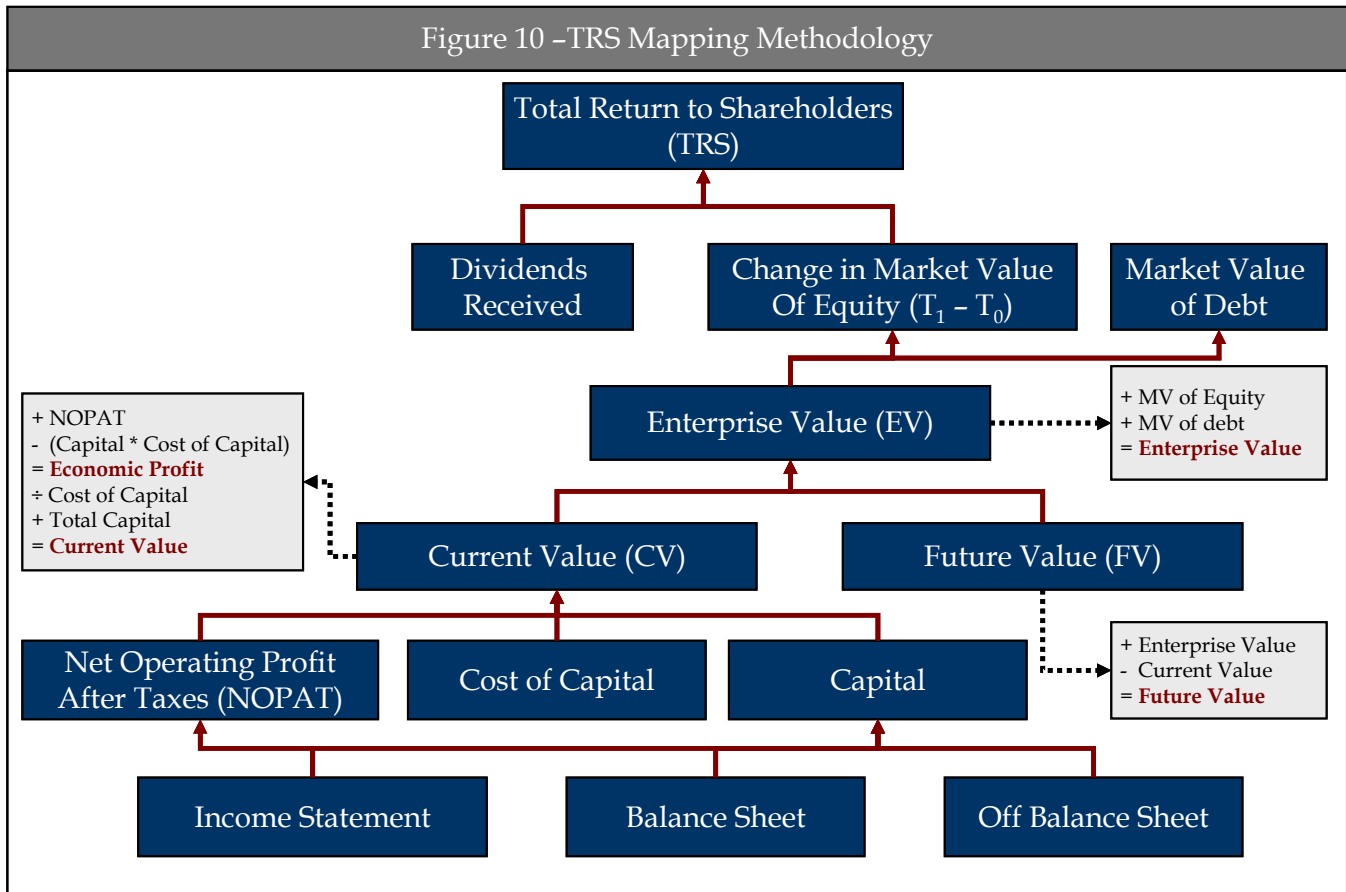 Figure 10 –TRS Mapping Methodology
Total Return to Shareholders
(TRS)
Dividends
Received
Change in Market Value
Of Equity (T₁ – T₀)
Market Value
of Debt
+ NOPAT
- (Capital * Cost of Capital)
= Economic Profit
÷ Cost of Capital
+ Total Capital
= Current Value
Enterprise Value (EV)
+ MV of Equity
+ MV of debt
= Enterprise Value
Current Value (CV)
Future Value (FV)
Net Operating Profit
After Taxes (NOPAT)
Cost of Capital
Capital
+ Enterprise Value
- Current Value
= Future Value
Income Statement
Balance Sheet
Off Balance Sheet